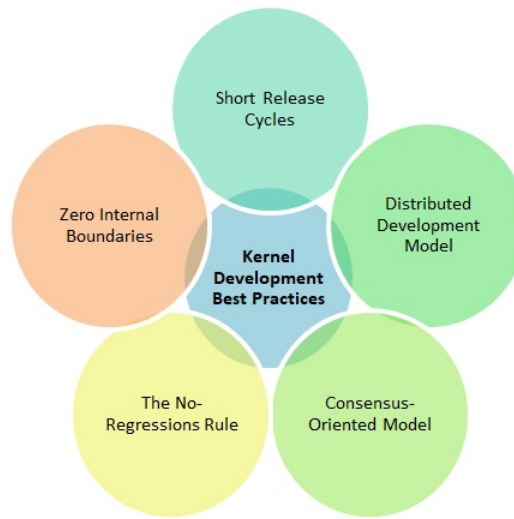 Short Release
Cycles
Zero Internal
Boundaries
Distributed
Development
Model
Kernel
Development
Best Practices
The No-
Regressions Rule
Consensus-
Oriented Model